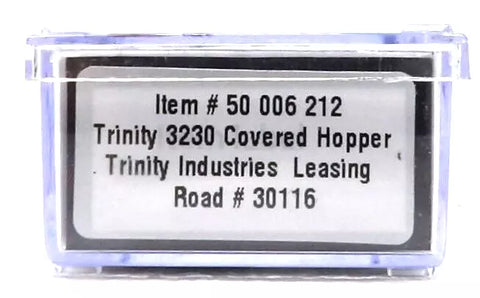 Item # 50 006 212
Trinity 3230 Covered Hopper
Trinity Industries Leasing
Road # 30116